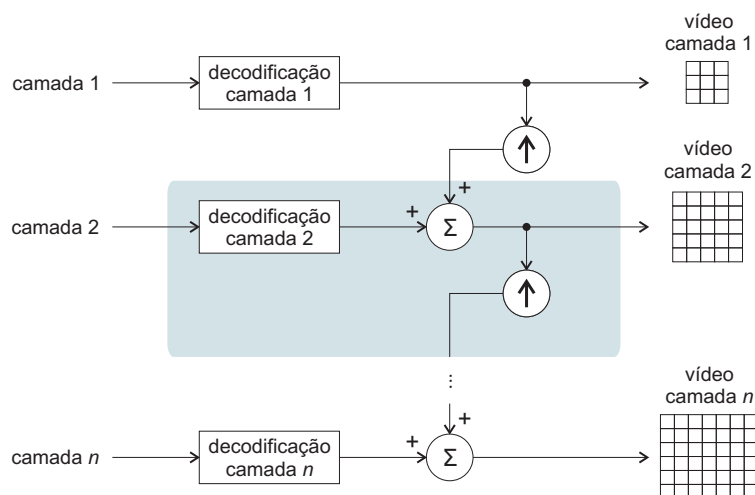 vídeo
camada 1
camada 1
decodificação
camada 1
+
vídeo
camada 2
camada 2
decodificação
camada 2
+
Σ
...
vídeo
camada n
+
camada n
decodificação
camada n
+
Σ